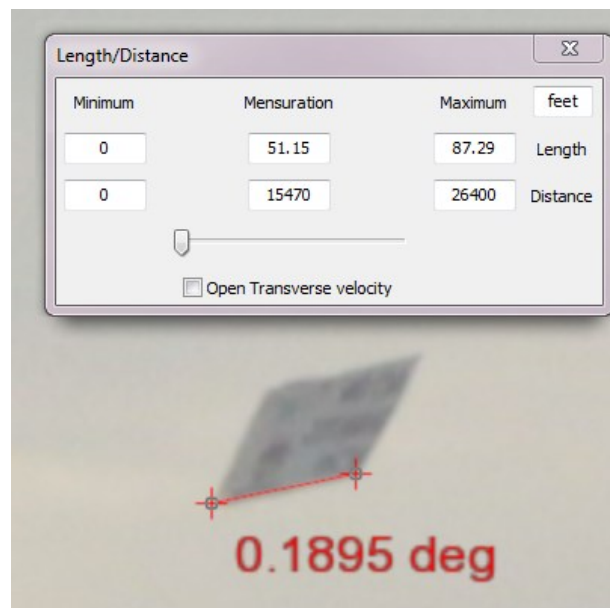 Length/Distance
Minimum Mensuration Maximum feet
0 51.15 87.29 Length
0 15470 26400 Distance
Open Transverse velocity
0.1895 deg